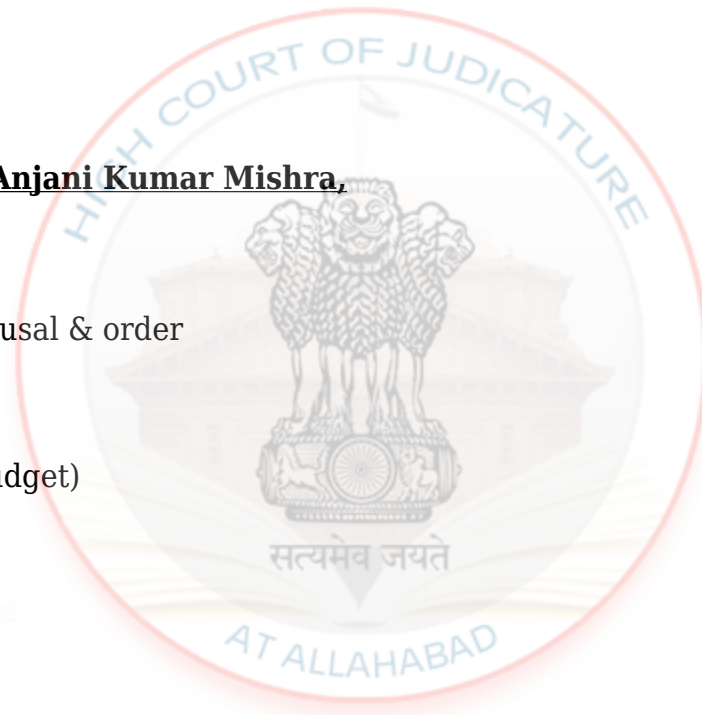 HIGH COURT OF JUDICATURE
Anjani Kumar Mishra,
usal & order
dget)
सत्यमेव जयते
AT ALLAHABAD